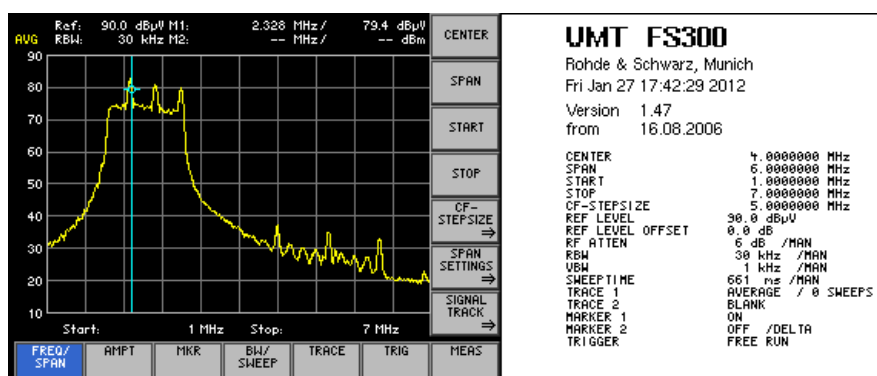 Ref: 90.0 dBµV M1: 2.328 MHz/ 79.4 dBµV
AVG RBW: 30 kHz M2: -- MHz/ -- dBm
90
80
70
60
50
40
30
20
10
Start: 1 MHz Stop: 7 MHz
CENTER
SPAN
START
STOP
CF-
STEPSIZE
SPAN
SETTINGS
SIGNAL
TRACK
FREQ/
SPAN
AMPT
MKR
BW/
SWEEP
TRACE
TRIG
MEAS
UMT FS300
Rohde & Schwarz, Munich
Fri Jan 27 17:42:29 2012
Version 1.47
from 16.08.2006
CENTER 4.0000000 MHz
SPAN 6.0000000 MHz
START 1.0000000 MHz
STOP 7.0000000 MHz
CF-STEPSIZE 5.0000000 MHz
REF LEVEL 90.0 dBµV
REF LEVEL OFFSET 0.0 dB
RF ATTEN 6 dB /MAN
RBW 30 kHz /MAN
VBW 1 kHz /MAN
SWEEPTIME 661 ms /MAN
TRACE 1 AVERAGE / 0 SWEEPS
TRACE 2 BLANK
MARKER 1 ON
MARKER 2 OFF /DELTA
TRIGGER FREE RUN